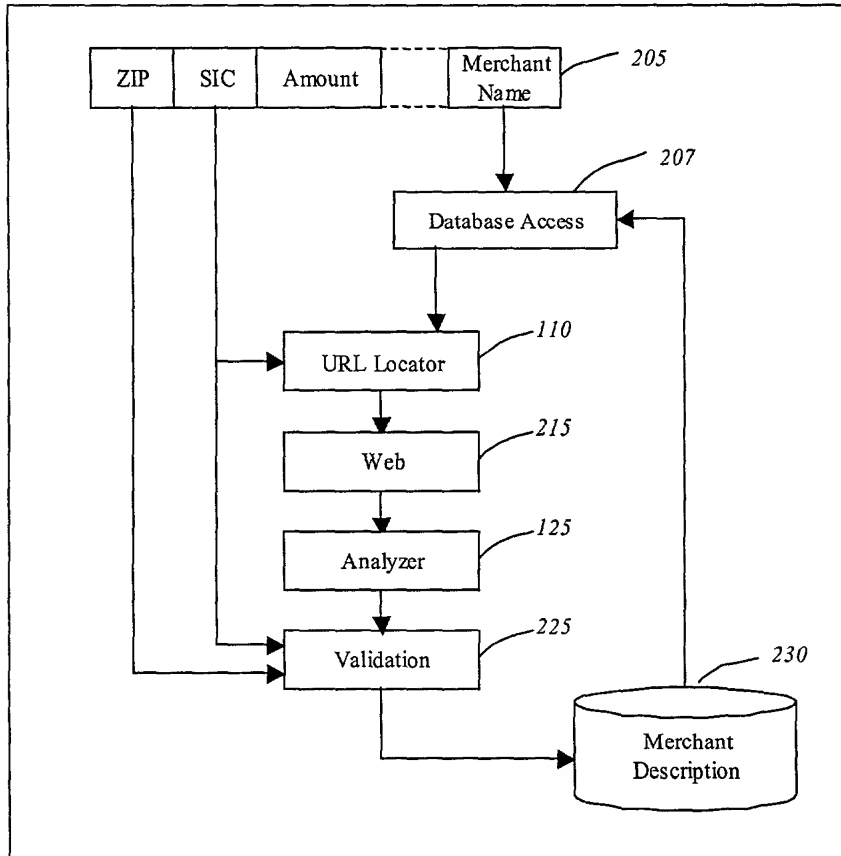 ZIP SIC Amount Merchant Name 205
207
Database Access
110
URL Locator
215
Web
125
Analyzer
225
Validation
230
Merchant
Description